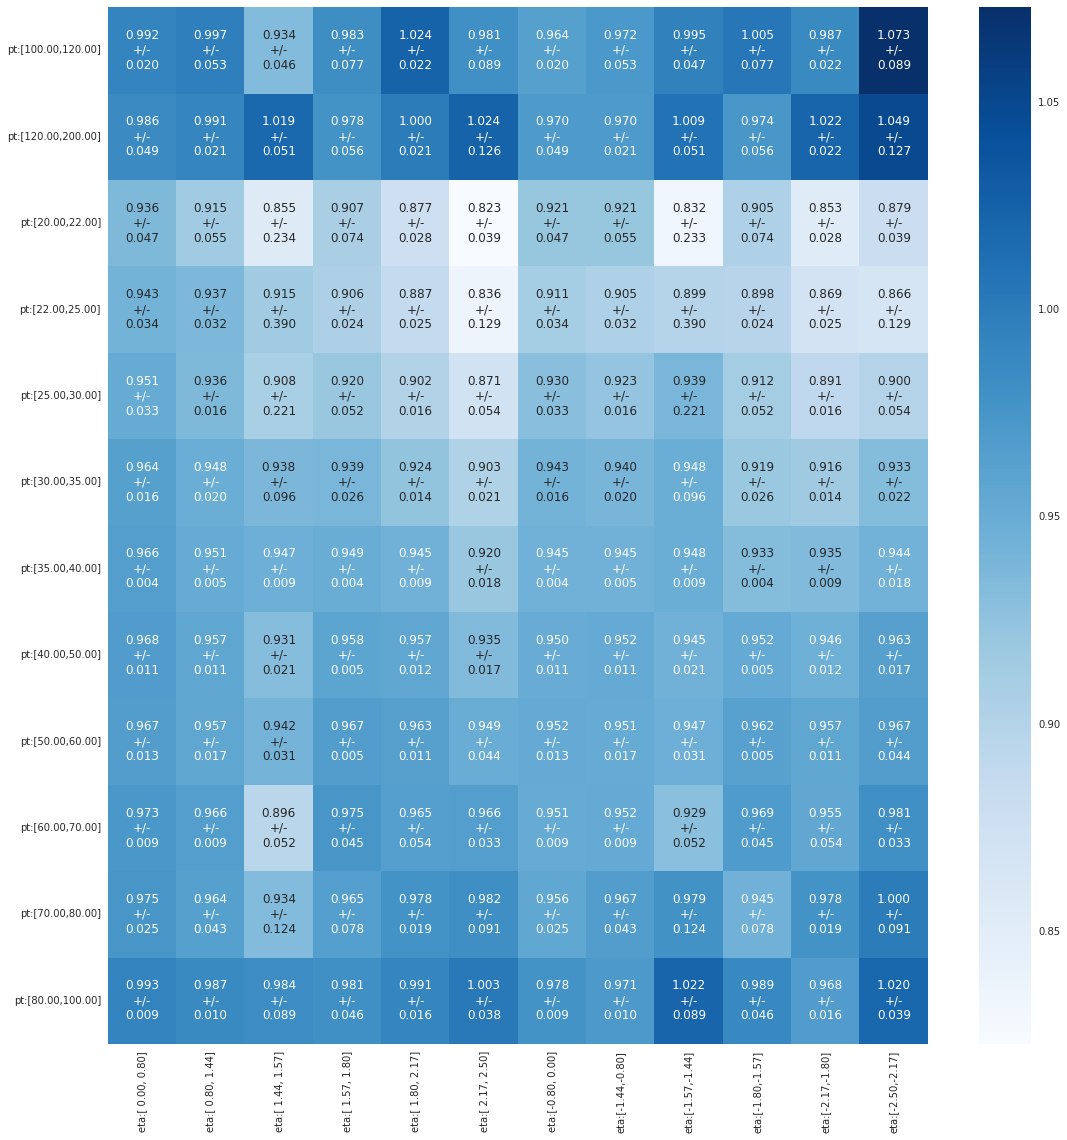 pt:[100.00,120.00] 0.992 0.997 0.934 0.983 1.024 0.981 0.964 0.972 0.995 1.005 0.987 1.073
+/- +/- +/- +/- +/- +/- +/- +/- +/- +/- +/- +/-
0.020 0.053 0.046 0.077 0.022 0.089 0.020 0.053 0.047 0.077 0.022 0.089
1.05
pt:[120.00,200.00] 0.986 0.991 1.019 0.978 1.000 1.024 0.970 0.970 1.009 0.974 1.022 1.049
+/- +/- +/- +/- +/- +/- +/- +/- +/- +/- +/- +/-
0.049 0.021 0.051 0.056 0.021 0.126 0.049 0.021 0.051 0.056 0.022 0.127
pt:[20.00,22.00] 0.936 0.915 0.855 0.907 0.877 0.823 0.921 0.921 0.832 0.905 0.853 0.879
+/- +/- +/- +/- +/- +/- +/- +/- +/- +/- +/- +/-
0.047 0.055 0.234 0.074 0.028 0.039 0.047 0.055 0.233 0.074 0.028 0.039
pt:[22.00,25.00] 0.943 0.937 0.915 0.906 0.887 0.836 0.911 0.905 0.899 0.898 0.869 0.866
+/- +/- +/- +/- +/- +/- +/- +/- +/- +/- +/- +/-
0.034 0.032 0.390 0.024 0.025 0.129 0.034 0.032 0.390 0.024 0.025 0.129
1.00
pt:[25.00,30.00] 0.951 0.936 0.908 0.920 0.902 0.871 0.930 0.923 0.939 0.912 0.891 0.900
+/- +/- +/- +/- +/- +/- +/- +/- +/- +/- +/- +/-
0.033 0.016 0.221 0.052 0.016 0.054 0.033 0.016 0.221 0.052 0.016 0.054
pt:[30.00,35.00] 0.964 0.948 0.938 0.939 0.924 0.903 0.943 0.940 0.948 0.919 0.916 0.933
+/- +/- +/- +/- +/- +/- +/- +/- +/- +/- +/- +/-
0.016 0.020 0.096 0.026 0.014 0.021 0.016 0.020 0.096 0.026 0.014 0.022
0.95
pt:[35.00,40.00] 0.966 0.951 0.947 0.949 0.945 0.920 0.945 0.945 0.948 0.933 0.935 0.944
+/- +/- +/- +/- +/- +/- +/- +/- +/- +/- +/- +/-
0.004 0.005 0.009 0.004 0.009 0.018 0.004 0.005 0.009 0.004 0.009 0.018
pt:[40.00,50.00] 0.968 0.957 0.931 0.958 0.957 0.935 0.950 0.952 0.945 0.952 0.946 0.963
+/- +/- +/- +/- +/- +/- +/- +/- +/- +/- +/- +/-
0.011 0.011 0.021 0.005 0.012 0.017 0.011 0.011 0.021 0.005 0.012 0.017
pt:[50.00,60.00] 0.967 0.957 0.942 0.967 0.963 0.949 0.952 0.951 0.947 0.962 0.957 0.967
+/- +/- +/- +/- +/- +/- +/- +/- +/- +/- +/- +/-
0.013 0.017 0.031 0.005 0.011 0.044 0.013 0.017 0.031 0.005 0.011 0.044
0.90
pt:[60.00,70.00] 0.973 0.966 0.896 0.975 0.965 0.966 0.951 0.952 0.929 0.969 0.955 0.981
+/- +/- +/- +/- +/- +/- +/- +/- +/- +/- +/- +/-
0.009 0.009 0.052 0.045 0.054 0.033 0.009 0.009 0.052 0.045 0.054 0.033
pt:[70.00,80.00] 0.975 0.964 0.934 0.965 0.978 0.982 0.956 0.967 0.979 0.945 0.978 1.000
+/- +/- +/- +/- +/- +/- +/- +/- +/- +/- +/- +/-
0.025 0.043 0.124 0.078 0.019 0.091 0.025 0.043 0.124 0.078 0.019 0.091
0.85
pt:[80.00,100.00] 0.993 0.987 0.984 0.981 0.991 1.003 0.978 0.971 1.022 0.989 0.968 1.020
+/- +/- +/- +/- +/- +/- +/- +/- +/- +/- +/- +/-
0.009 0.010 0.089 0.046 0.016 0.038 0.009 0.010 0.089 0.046 0.016 0.039
eta:[ 0.00, 0.80]
eta:[ 0.80, 1.44]
eta:[ 1.44, 1.57]
eta:[ 1.57, 1.80]
eta:[ 1.80, 2.17]
eta:[ 2.17, 2.50]
eta:[-0.80, 0.00]
eta:[-1.44,-0.80]
eta:[-1.57,-1.44]
eta:[-1.80,-1.57]
eta:[-2.17,-1.80]
eta:[-2.50,-2.17]